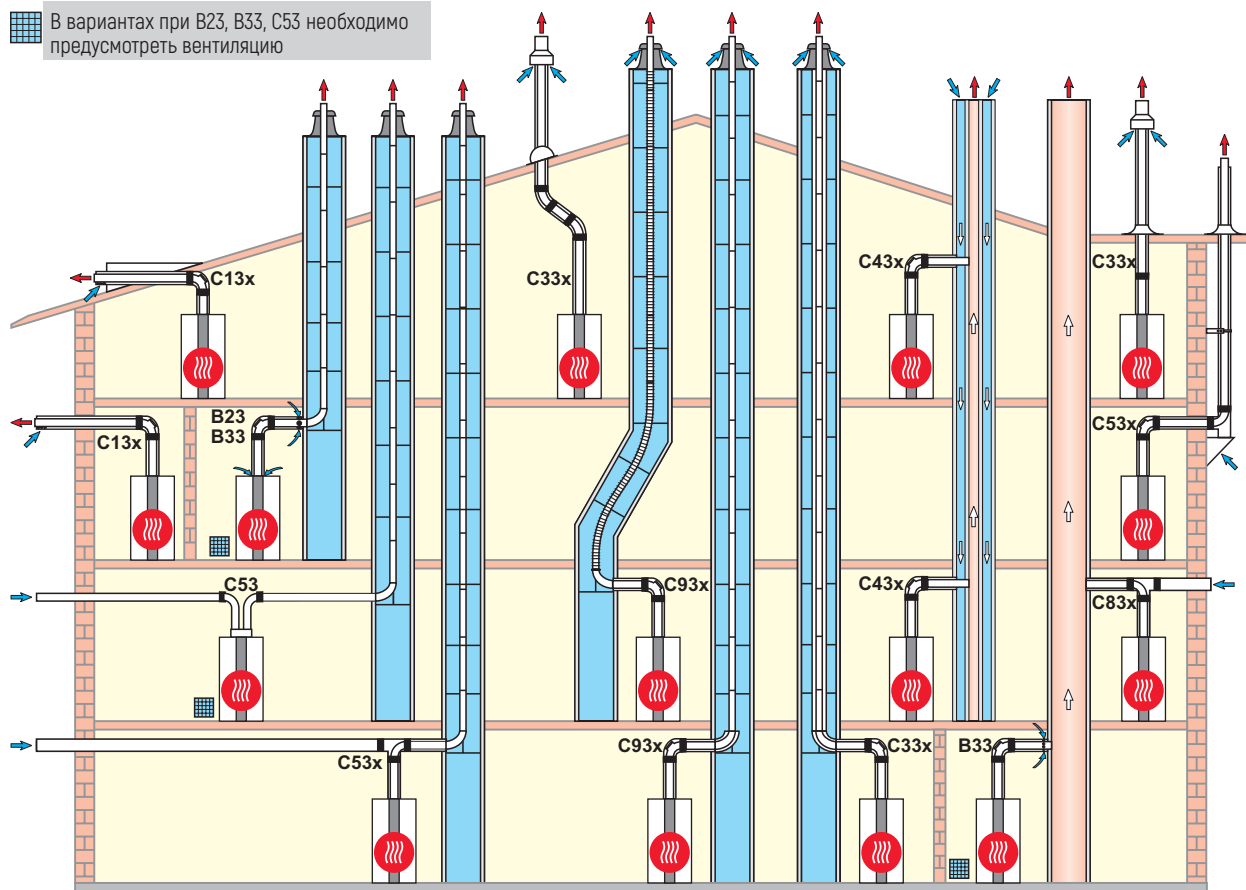 В вариантах при B23, B33, C53 необходимо
предусмотреть вентиляцию
C13x
C33x
C43x
C33x
C13x
B23
B33
C53x
C53
C93x
C43x
C83x
C53x
C93x
C33x
B33